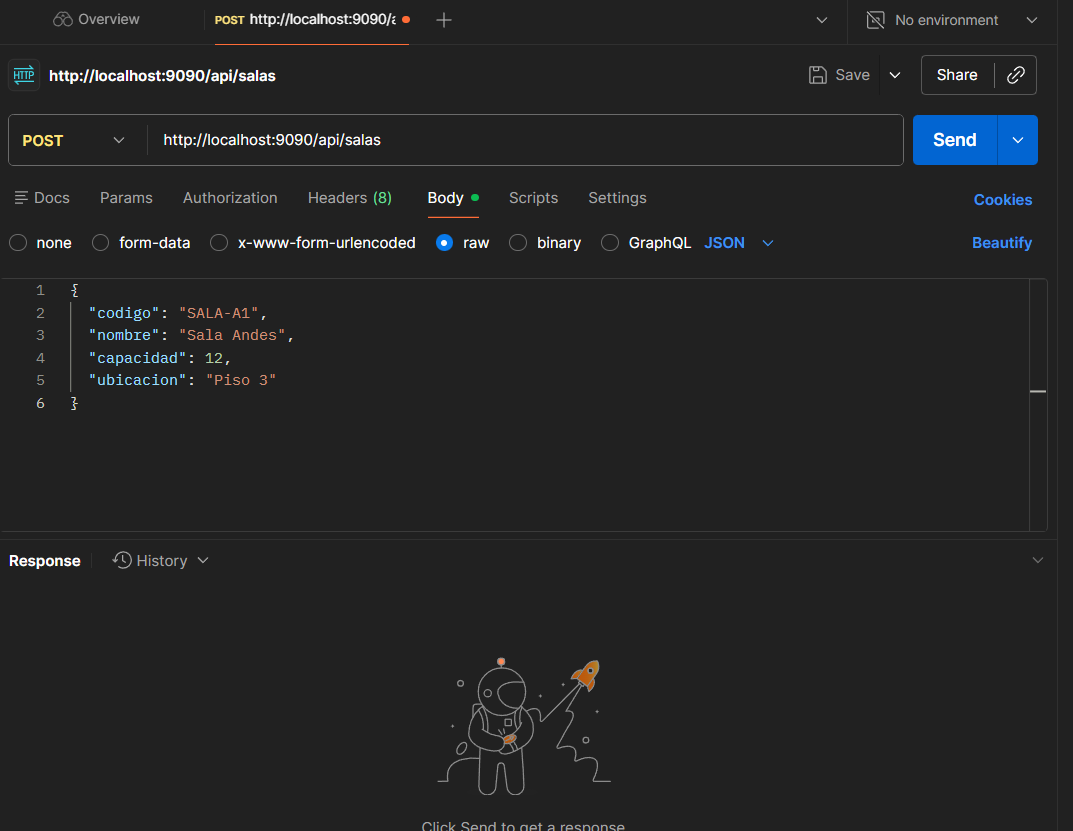 Overview
POST http://localhost:9090/a
No environment
HTTP http://localhost:9090/api/salas
Save
Share
POST http://localhost:9090/api/salas
Send
Docs Params Authorization Headers (8) Body Scripts Settings Cookies
none form-data x-www-form-urlencoded raw binary GraphQL JSON Beautify
1 {
2 "codigo": "SALA-A1",
3 "nombre": "Sala Andes",
4 "capacidad": 12,
5 "ubicacion": "Piso 3"
6 }
Response History
Click Send to get a response